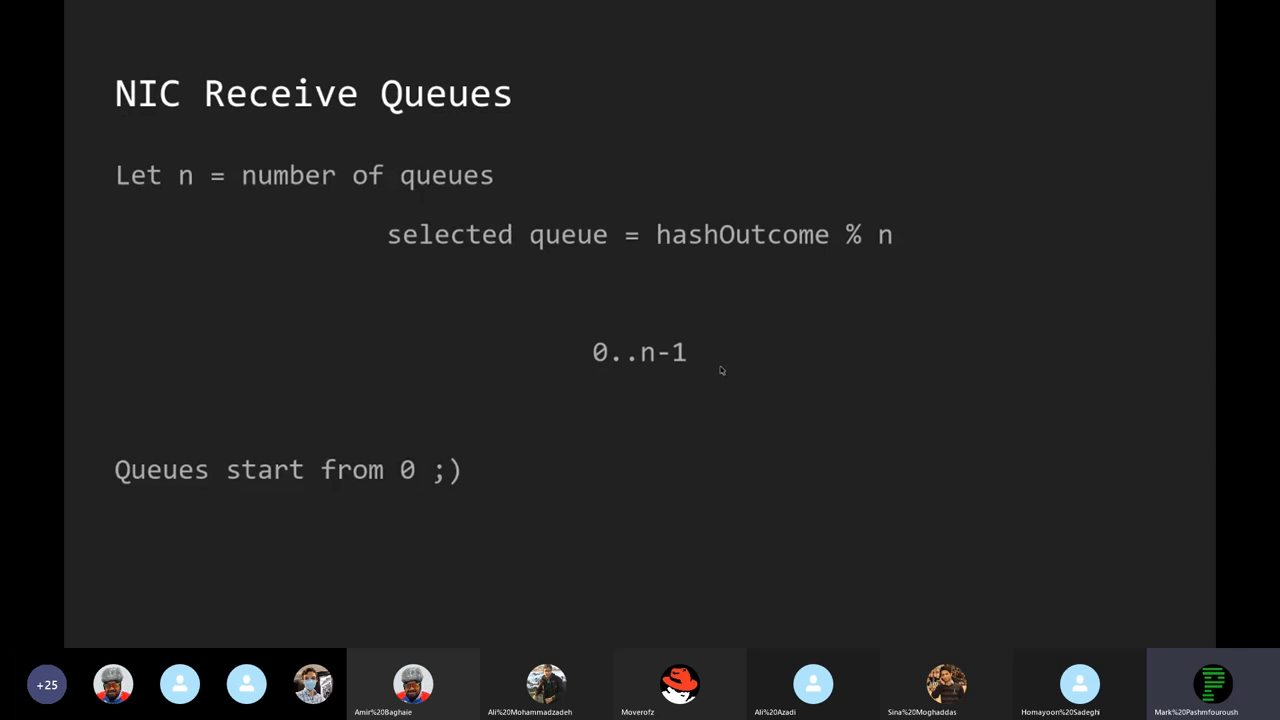 NIC Receive Queues
Let n = number of queues
selected queue = hashOutcome % n
0..n-1
Queues start from 0 ;)
+25
Amir%20Baghaie
Ali%20Mohammadzadeh
Moverofz
Ali%20Azadi
Sina%20Moghaddas
Homayoon%20Sadeghi
Mark%20Pashmfouroush